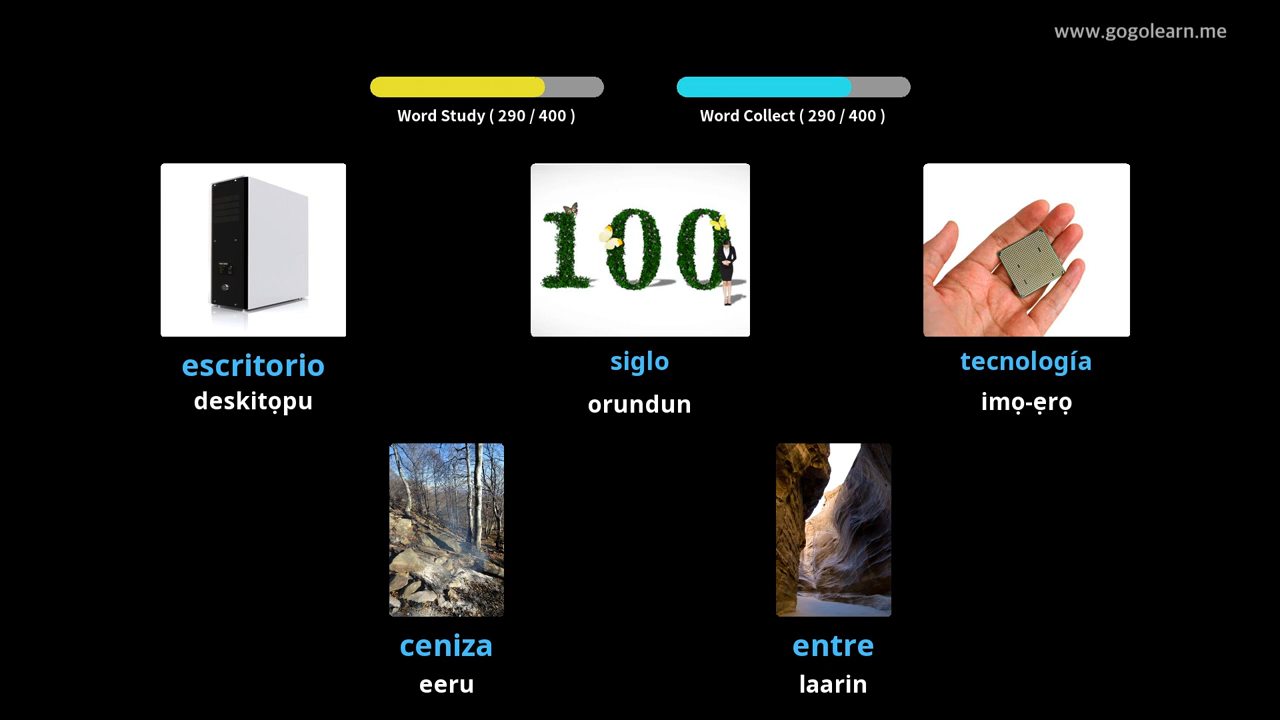 www.gogolearn.me
Word Study ( 290 / 400 )
Word Collect ( 290 / 400 )
escritorio
deskitọpu
siglo
orundun
tecnología
imọ-ẹrọ
ceniza
eeru
entre
laarin